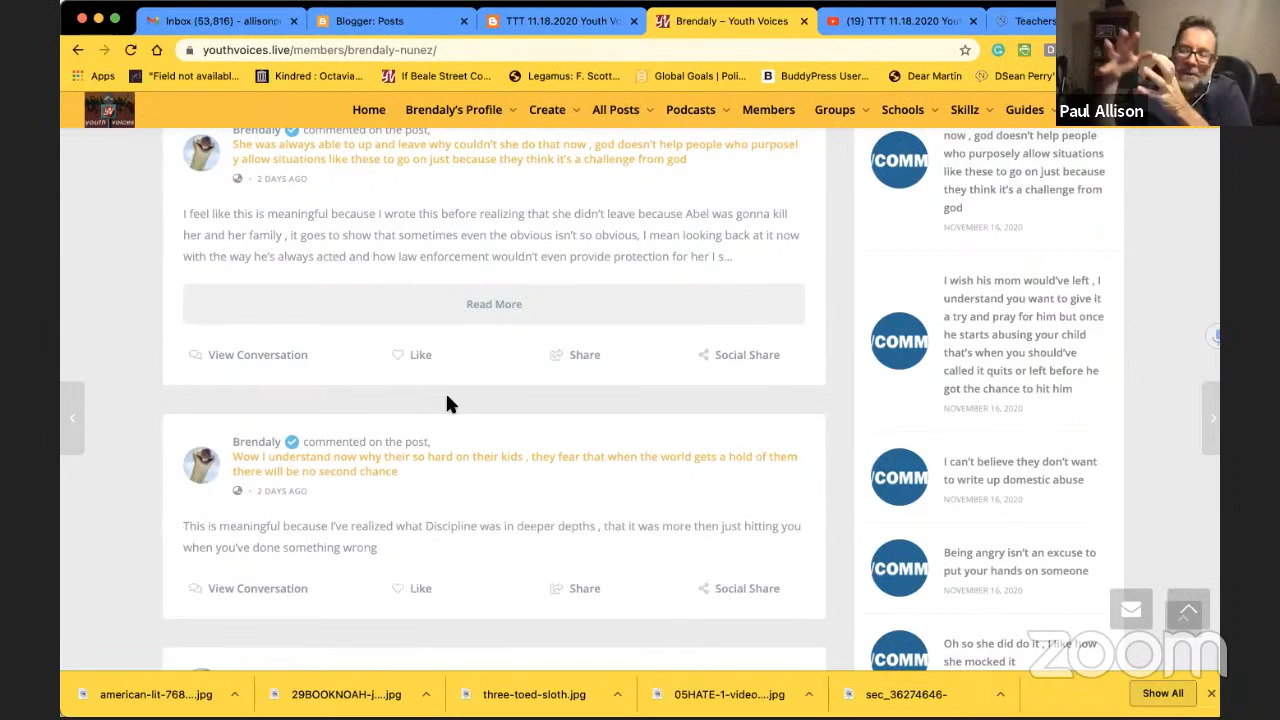 Inbox (53,816) - allisonp
Blogger: Posts
TTT 11.18.2020 Youth Vo
Brendaly – Youth Voices
(19) TTT 11.18.2020 You
Teachers
youthvoices.live/members/brendaly-nunez/
Apps
"Field not availabl...
Kindred : Octavia...
If Beale Street Co...
Legamus: F. Scott...
Global Goals | Poli...
BuddyPress User...
Dear Martin
DSean Perry'
Paul Allison
youth voices
Home
Brendaly's Profile
Create
All Posts
Podcasts
Members
Groups
Schools
Skillz
Guides
Brendaly commented on the post,
She was always able to up and leave why couldn't she do that now , god doesn't help people who purposel
y allow situations like these to go on just because they think it's a challenge from god
2 DAYS AGO
I feel like this is meaningful because I wrote this before realizing that she didn't leave because Abel was gonna kill
her and her family , it goes to show that sometimes even the obvious isn't so obvious, I mean looking back at it now
with the way he's always acted and how law enforcement wouldn't even provide protection for her I s...
Read More
View Conversation
Like
Share
Social Share
Brendaly commented on the post,
Wow I understand now why their so hard on their kids , they fear that when the world gets a hold of them
there will be no second chance
2 DAYS AGO
This is meaningful because I've realized what Discipline was in deeper depths , that it was more then just hitting you
when you've done something wrong
View Conversation
Like
Share
Social Share
/COMM
now , god doesn't help people
who purposely allow situations
like these to go on just because
they think it's a challenge from
god
NOVEMBER 16, 2020
/COMM
I wish his mom would've left , I
understand you want to give it
a try and pray for him but once
he starts abusing your child
that's when you should've
called it quits or left before he
got the chance to hit him
NOVEMBER 16, 2020
/COMM
I can't believe they don't want
to write up domestic abuse
NOVEMBER 16, 2020
/COMM
Being angry isn't an excuse to
put your hands on someone
NOVEMBER 16, 2020
/COMM
Oh so she did do it , I like how
she mocked it
zoom
american-lit-768....jpg
29BOOKNOAH-j....jpg
three-toed-sloth.jpg
05HATE-1-video....jpg
sec_36274646-
Show All